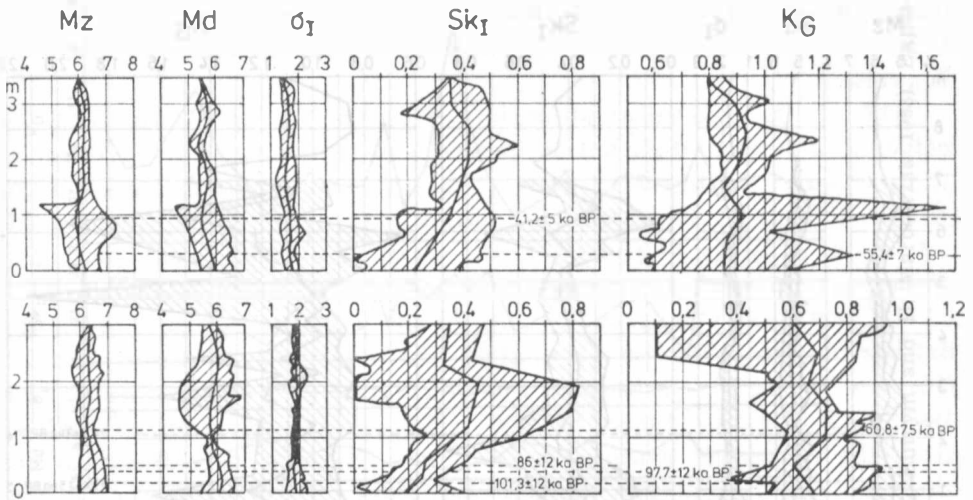 Mz Md σI SkI KG
4 5 6 7 8 4 5 6 7 1 2 3 0 0,2 0,4 0,6 0,8 0,6 0,8 1,0 1,2 1,4 1,6
m
3
2
1
41,2±5 ka BP
55,4±7 ka BP
0
4 5 6 7 8 4 5 6 7 1 2 3 0 0,2 0,4 0,6 0,8 0 0,2 0,4 0,6 0,8 1,0 1,2
2
1
60,8±7,5 ka BP
86±12 ka BP 97,7±12 ka BP
101,3±12 ka BP
0